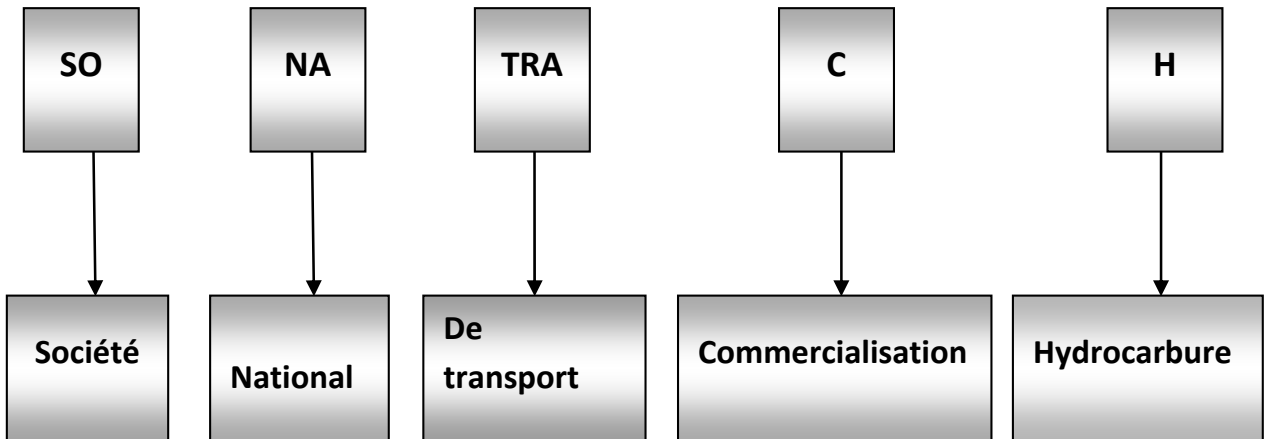 SO
NA
TRA
C
H
Société
National
De
transport
Commercialisation
Hydrocarbure